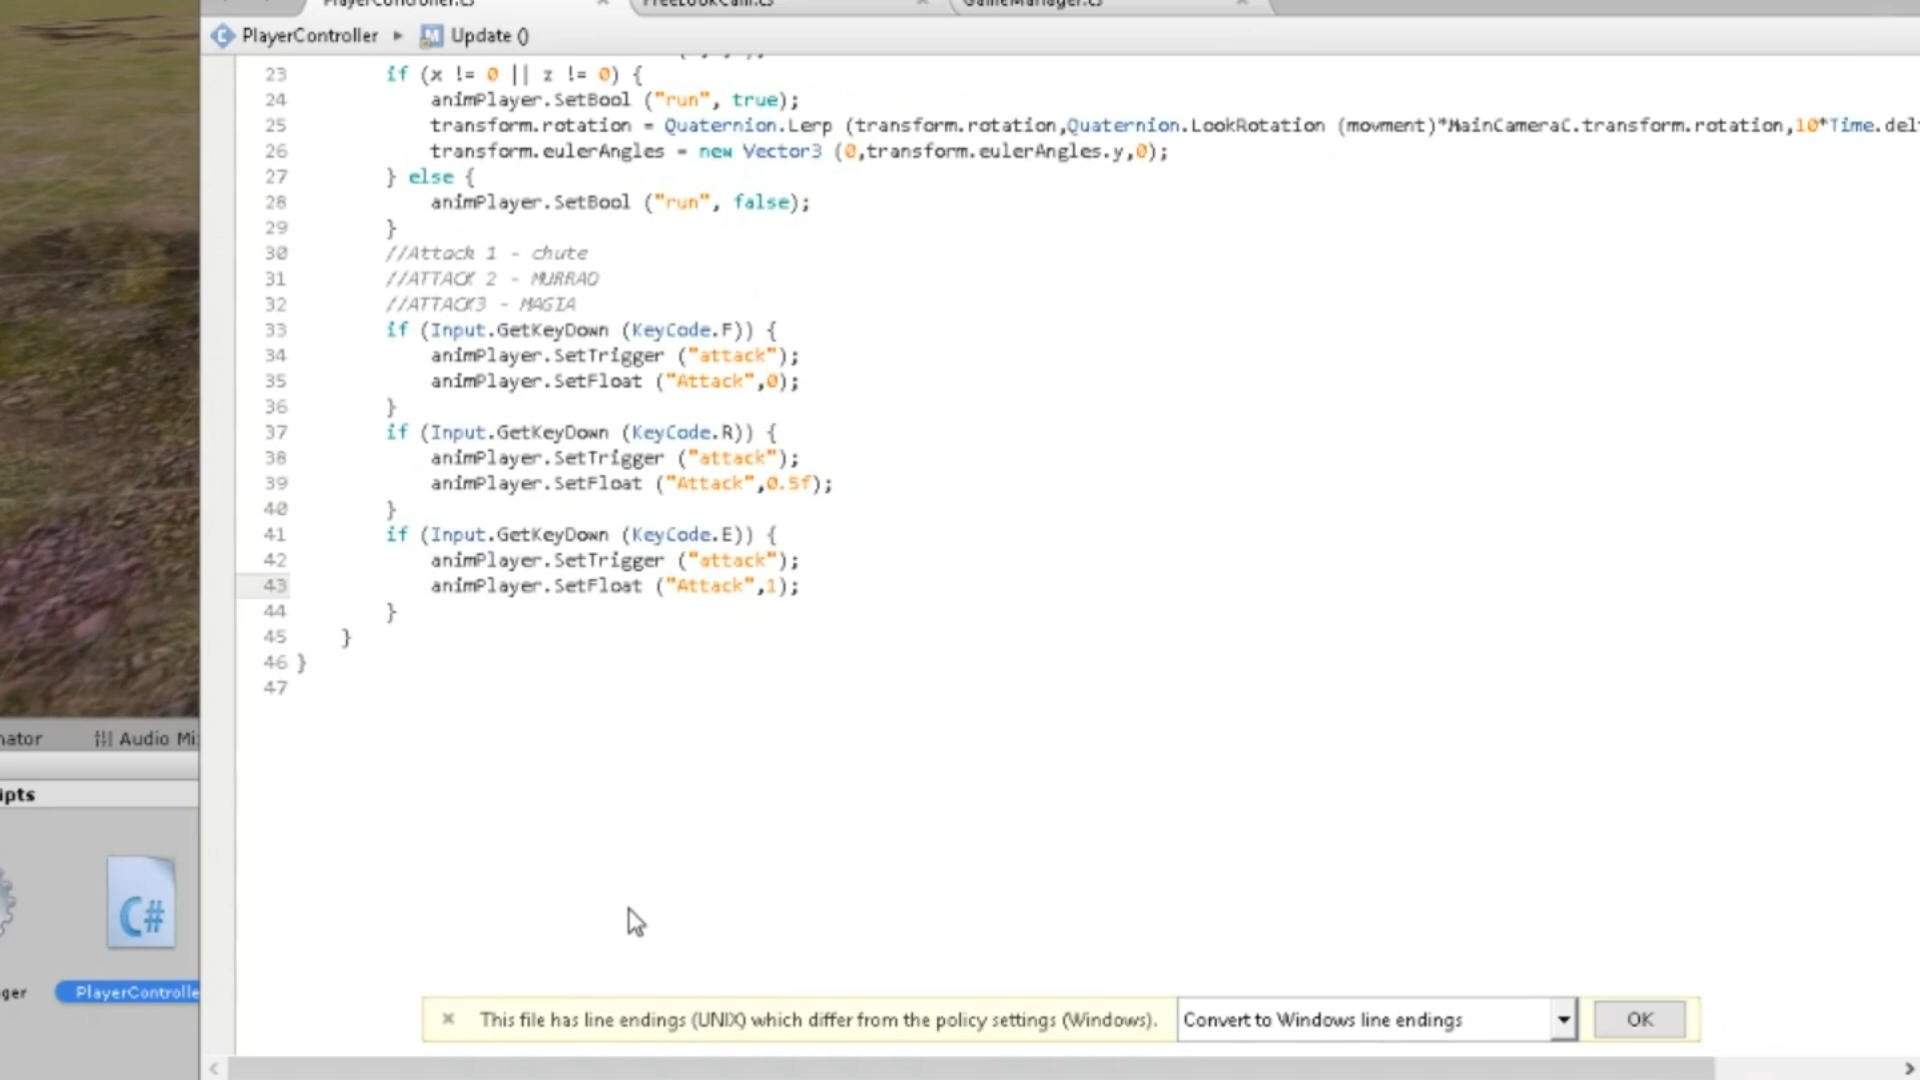 PlayerController.cs
FreeLookCam.cs
GameManager.cs
PlayerController ▸ Update ()
23 if (x != 0 || z != 0) {
24 animPlayer.SetBool ("run", true);
25 transform.rotation = Quaternion.Lerp (transform.rotation,Quaternion.LookRotation (movment)*MainCameraC.transform.rotation,10*Time.del
26 transform.eulerAngles = new Vector3 (0,transform.eulerAngles.y,0);
27 } else {
28 animPlayer.SetBool ("run", false);
29 }
30 //Attack 1 - chute
31 //ATTACK 2 - MURRAO
32 //ATTACK3 - MAGIA
33 if (Input.GetKeyDown (KeyCode.F)) {
34 animPlayer.SetTrigger ("attack");
35 animPlayer.SetFloat ("Attack",0);
36 }
37 if (Input.GetKeyDown (KeyCode.R)) {
38 animPlayer.SetTrigger ("attack");
39 animPlayer.SetFloat ("Attack",0.5f);
40 }
41 if (Input.GetKeyDown (KeyCode.E)) {
42 animPlayer.SetTrigger ("attack");
43 animPlayer.SetFloat ("Attack",1);
44 }
45 }
46 }
47
nator
Audio Mi
ipts
C#
ger
PlayerControlle
This file has line endings (UNIX) which differ from the policy settings (Windows).
Convert to Windows line endings
OK